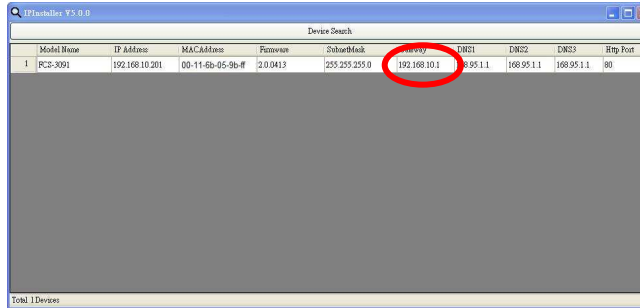 IPInstaller V5.0.0
Device Search
Model Name IP Address MACAddress Firmware SubnetMask DNS1 DNS2 DNS3 Http Port
1 FCS-3091 192.168.10.201 00-11-6b-05-9b-ff 2.0.0413 255.255.255.0 192.168.10.1 168.95.1.1 168.95.1.1 80
Total 1 Devices